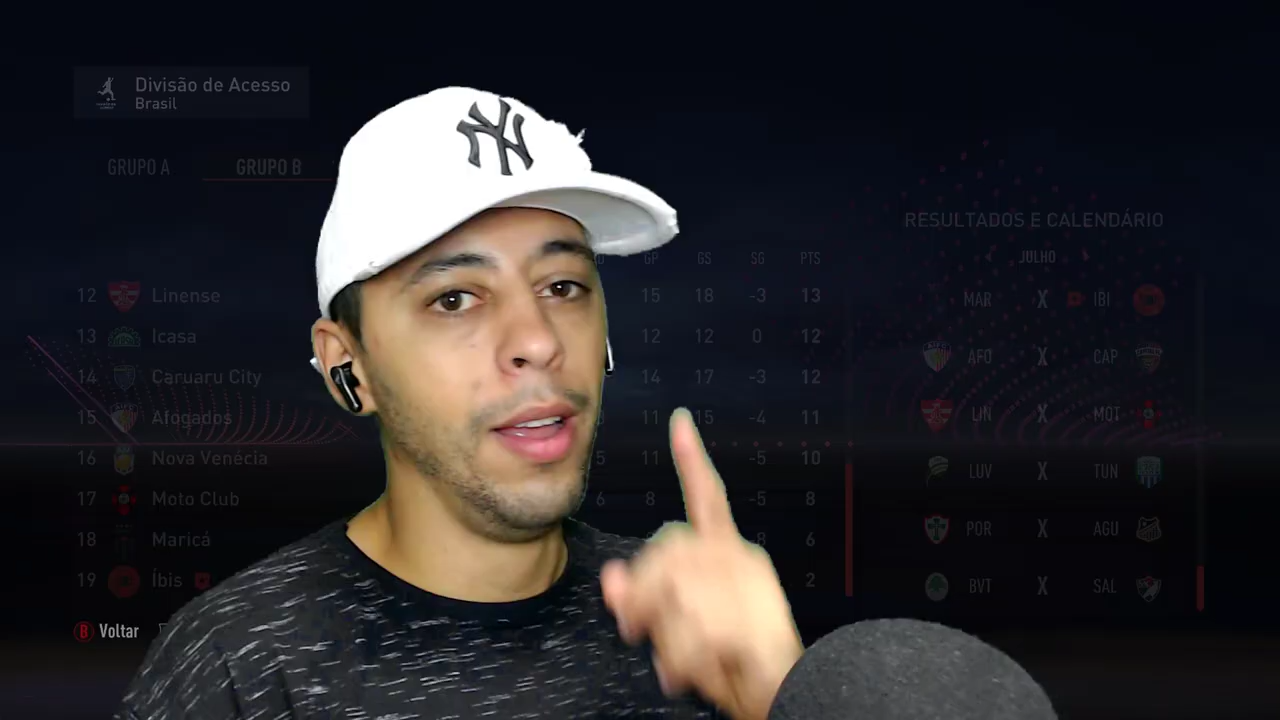 Divisão de Acesso
Brasil
GRUPO A GRUPO B
RESULTADOS E CALENDÁRIO
JULHO
GP GS SG PTS
12 Linense 15 18 -3 13
13 Icasa 12 12 0 12
14 Caruaru City 14 17 -3 12
15 Afogados 11 15 -4 11
16 Nova Venécia 5 11 -5 10
17 Moto Club 6 8 -5 8
18 Maricá 8 6
19 Íbis 2
MAR X IBI
AFO X CAP
LIN X MOT
LUV X TUN
POR X AGU
BVT X SAL
B Voltar
NY